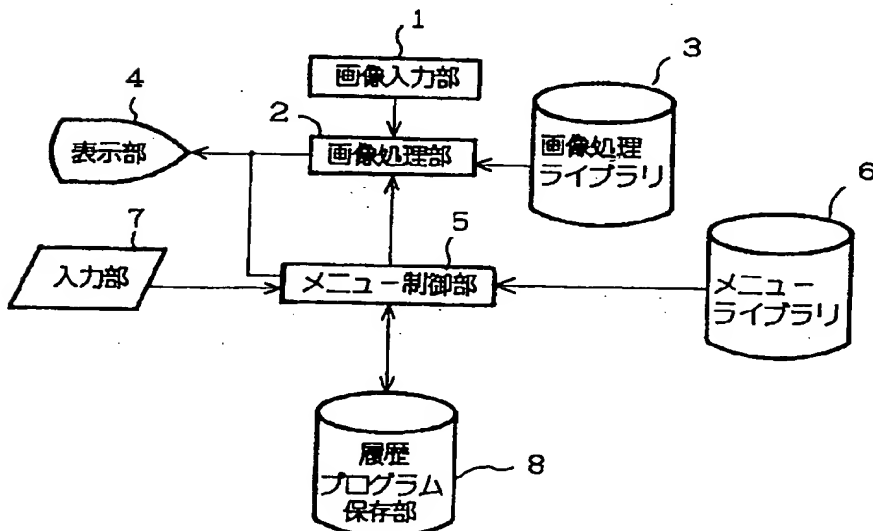 1
画像入力部
3
4
2
表示部
画像処理部
画像処理
ライブラリ
6
7
5
入力部
メニュー制御部
メニュー
ライブラリ
履歴
プログラム
保存部
8